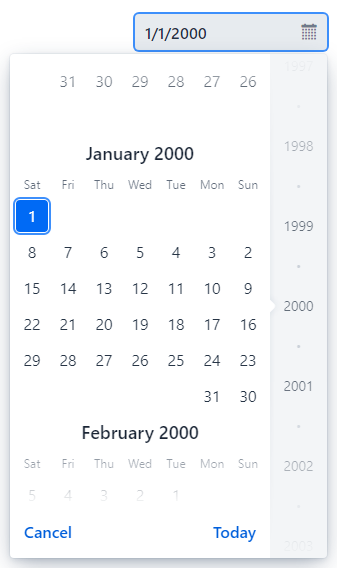 1/1/2000
31 30 29 28 27 26
January 2000
Sat Fri Thu Wed Tue Mon Sun
1
8 7 6 5 4 3 2
15 14 13 12 11 10 9
22 21 20 19 18 17 16
29 28 27 26 25 24 23
31 30
February 2000
Sat Fri Thu Wed Tue Mon Sun
5 4 3 2 1
Cancel Today
1997
1998
1999
2000
2001
2002
2003